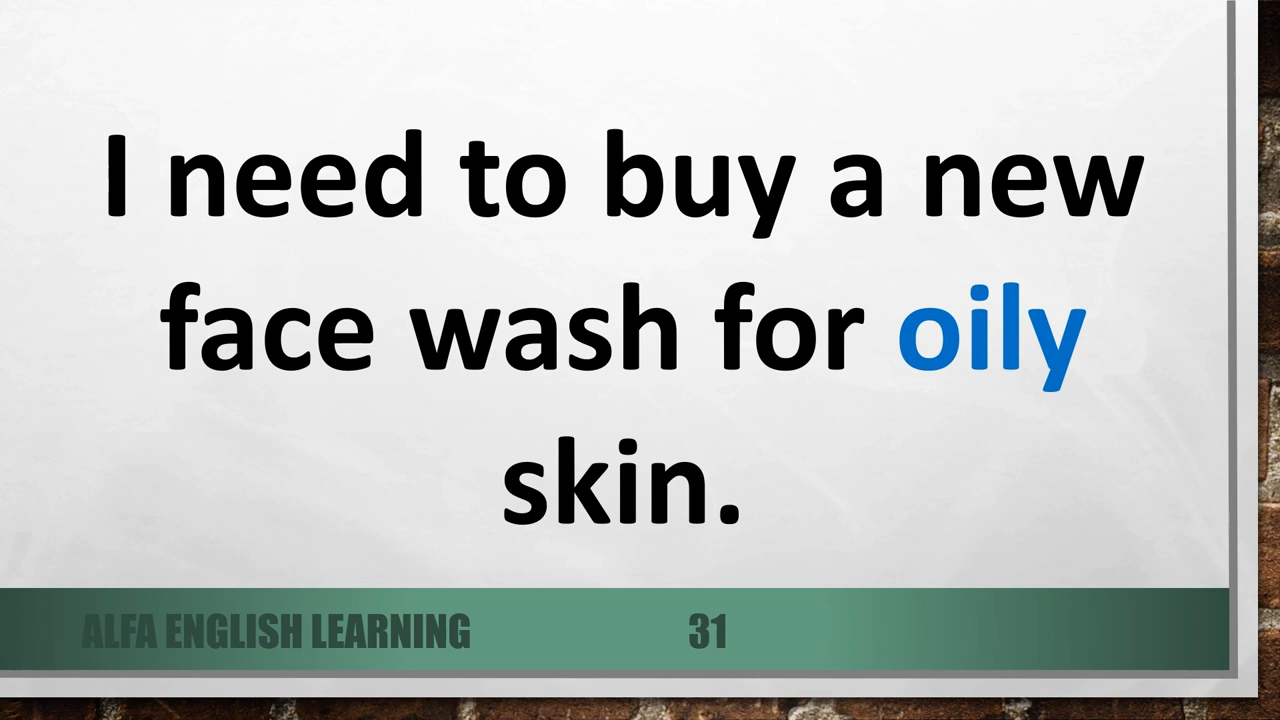 I need to buy a new
face wash for oily
skin.
ALFA ENGLISH LEARNING 31